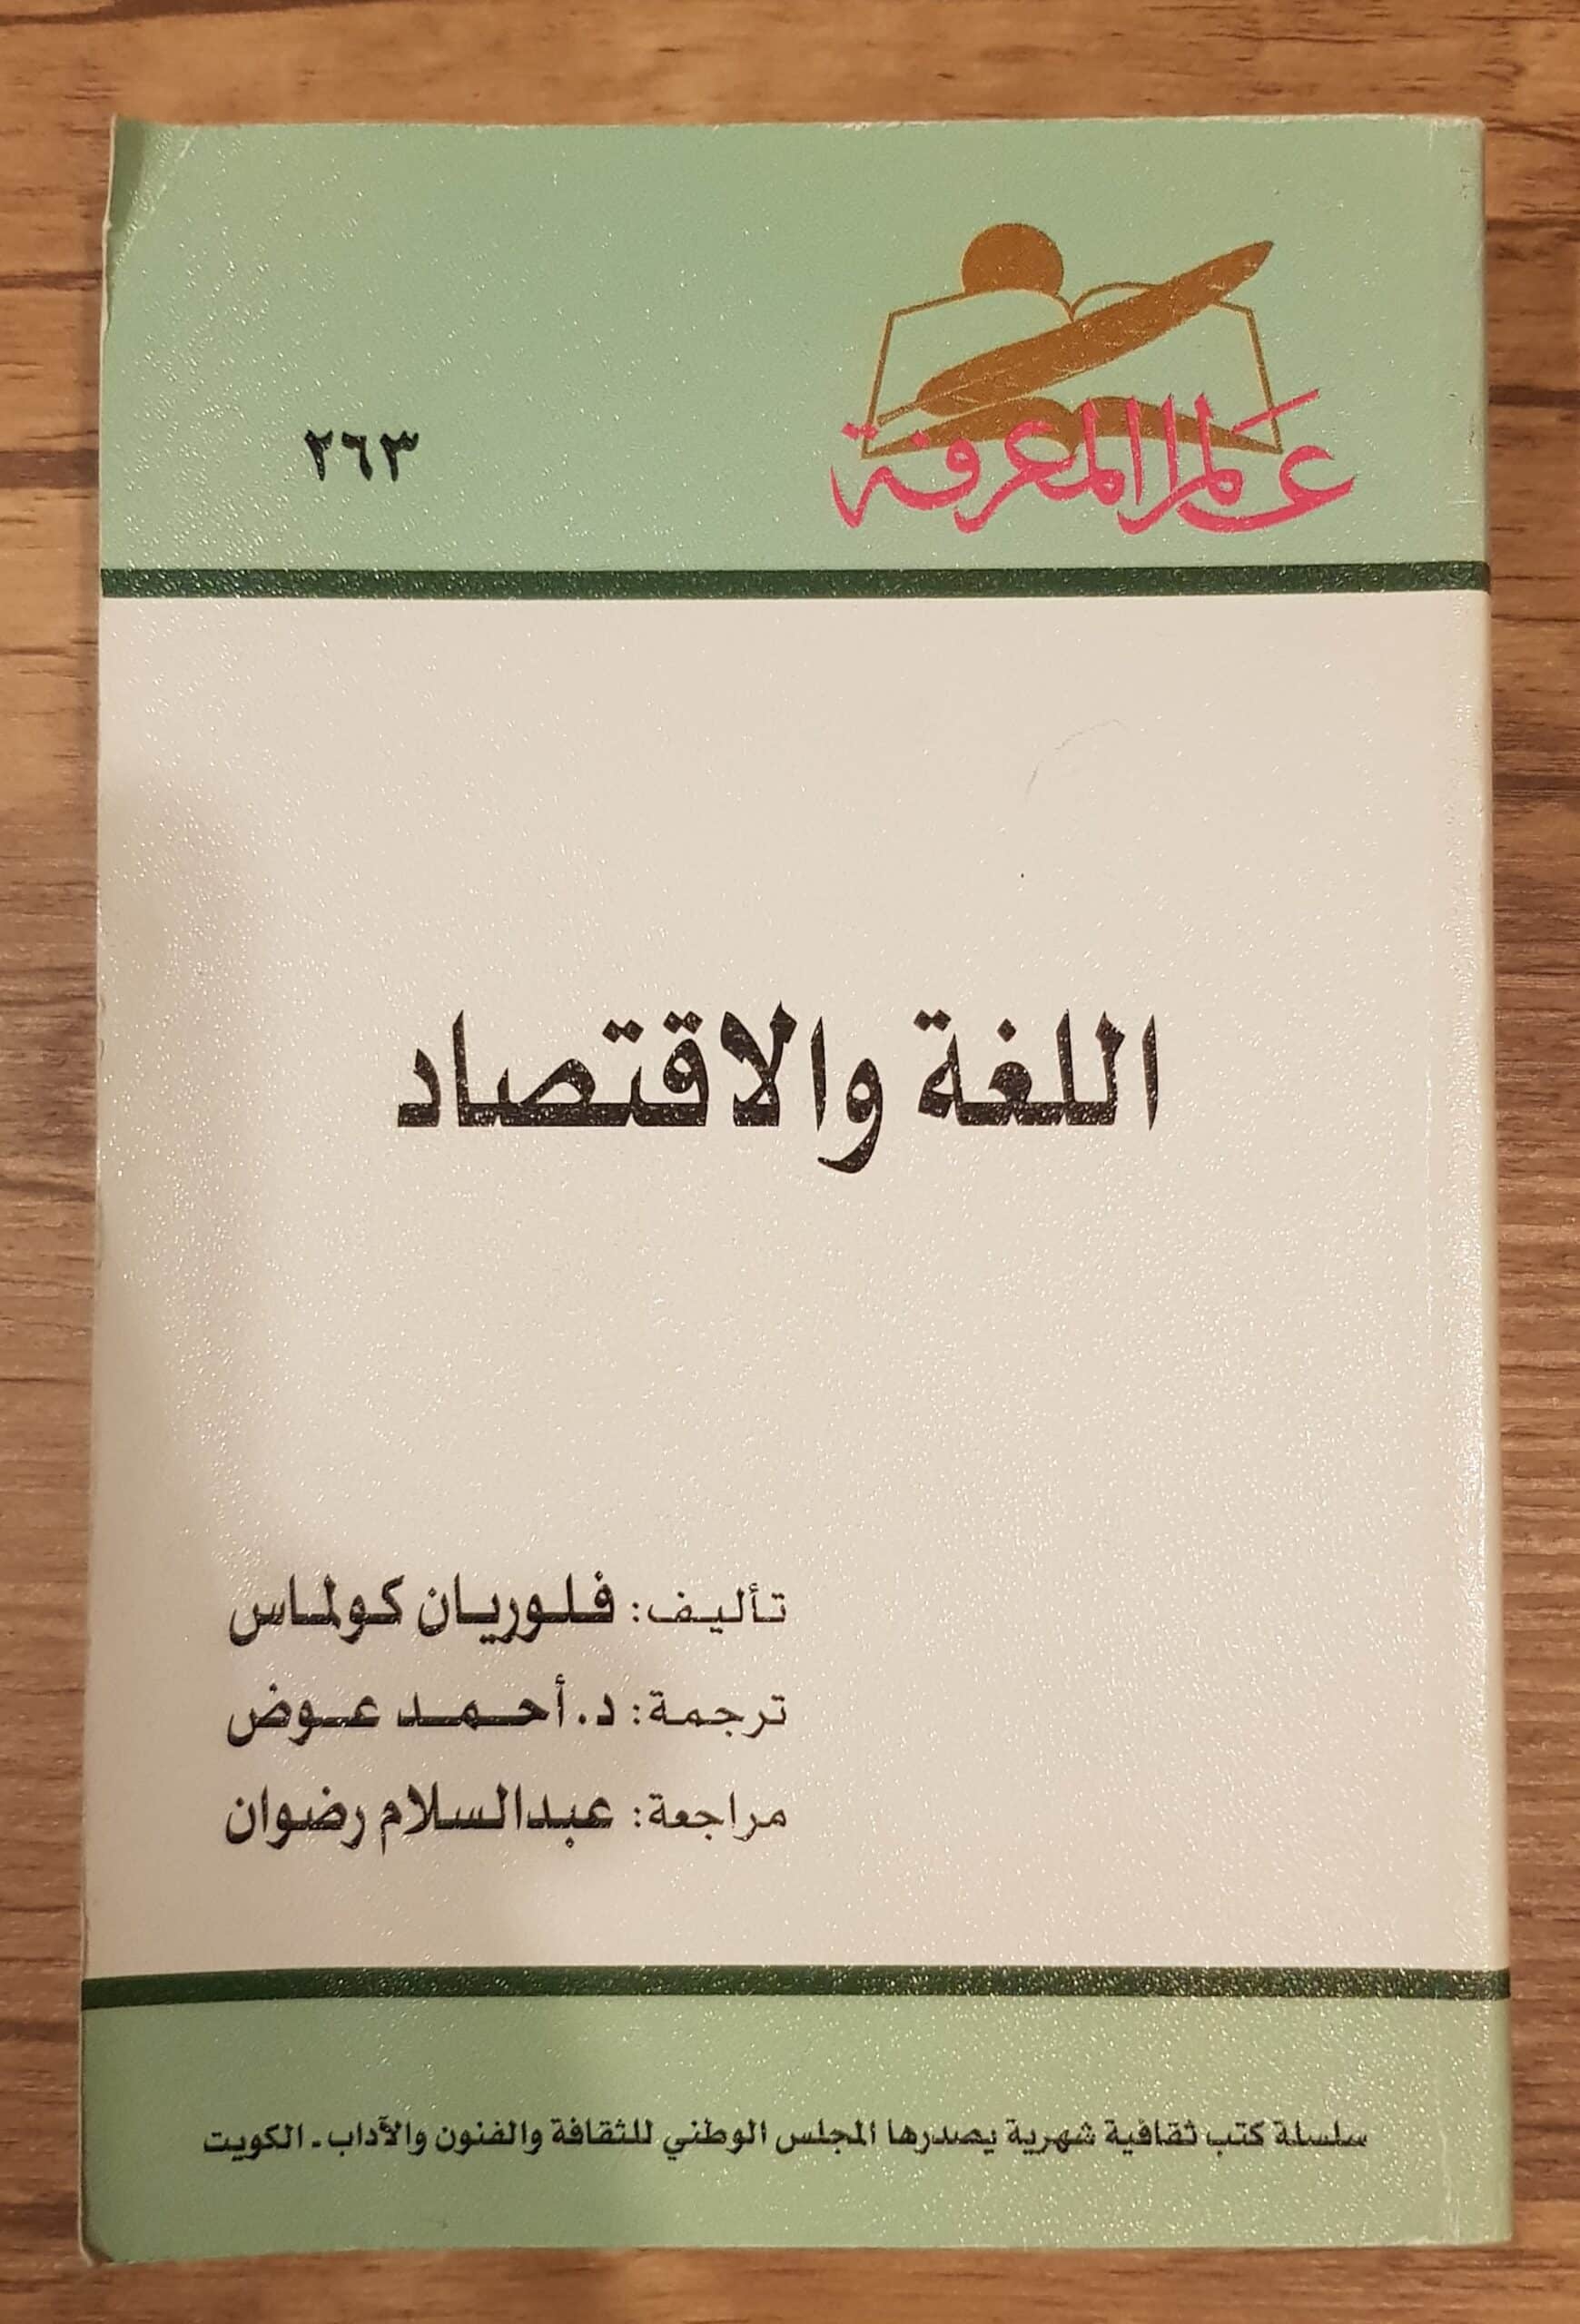 عالم المعرفة
٢٦٣
اللغة والاقتصاد
تأليف: فلوريان كولماس
ترجمة: د. أحمد عوض
مراجعة: عبدالسلام رضوان
سلسلة كتب ثقافية شهرية يصدرها المجلس الوطني للثقافة والفنون والآداب - الكويت